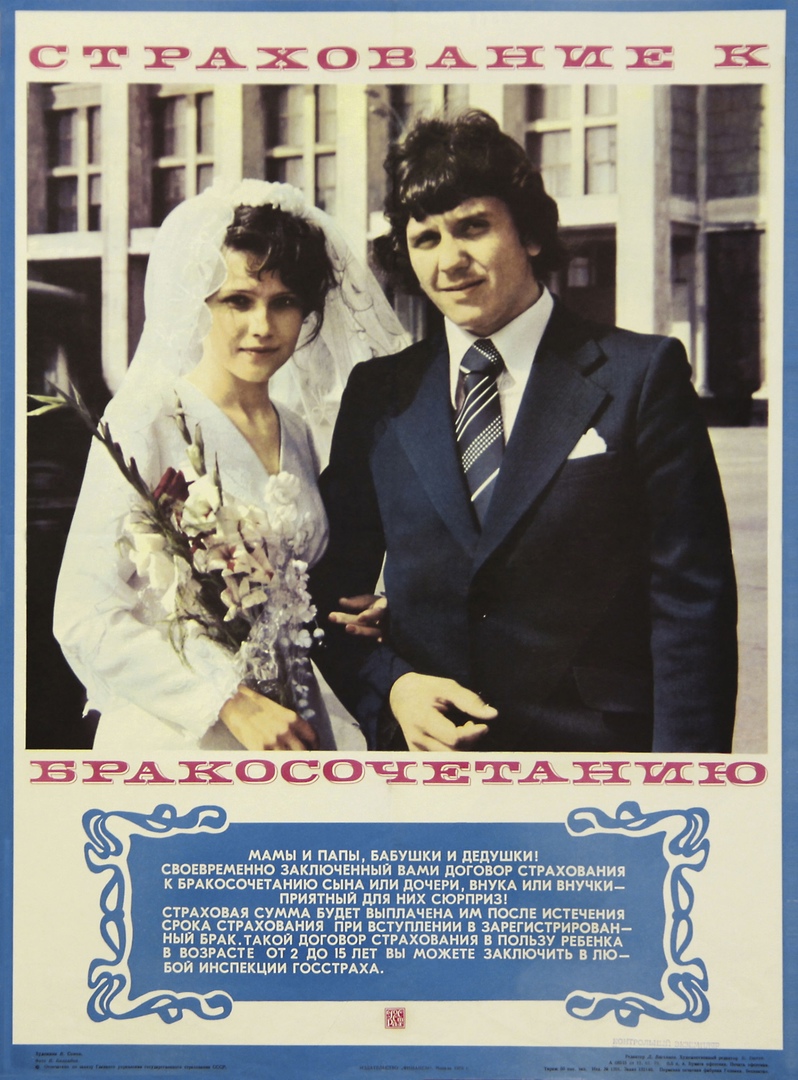 СТРАХОВАНИЕ К
БРАКОСОЧЕТАНИЮ
МАМЫ И ПАПЫ, БАБУШКИ И ДЕДУШКИ!
СВОЕВРЕМЕННО ЗАКЛЮЧЕННЫЙ ВАМИ ДОГОВОР СТРАХОВАНИЯ
К БРАКОСОЧЕТАНИЮ СЫНА ИЛИ ДОЧЕРИ, ВНУКА ИЛИ ВНУЧКИ—
ПРИЯТНЫЙ ДЛЯ НИХ СЮРПРИЗ!
СТРАХОВАЯ СУММА БУДЕТ ВЫПЛАЧЕНА ИМ ПОСЛЕ ИСТЕЧЕНИЯ
СРОКА СТРАХОВАНИЯ ПРИ ВСТУПЛЕНИИ В ЗАРЕГИСТРИРОВАН—
НЫЙ БРАК. ТАКОЙ ДОГОВОР СТРАХОВАНИЯ В ПОЛЬЗУ РЕБЕНКА
В ВОЗРАСТЕ ОТ 2 ДО 15 ЛЕТ ВЫ МОЖЕТЕ ЗАКЛЮЧИТЬ В ЛЮ—
БОЙ ИНСПЕКЦИИ ГОССТРАХА.